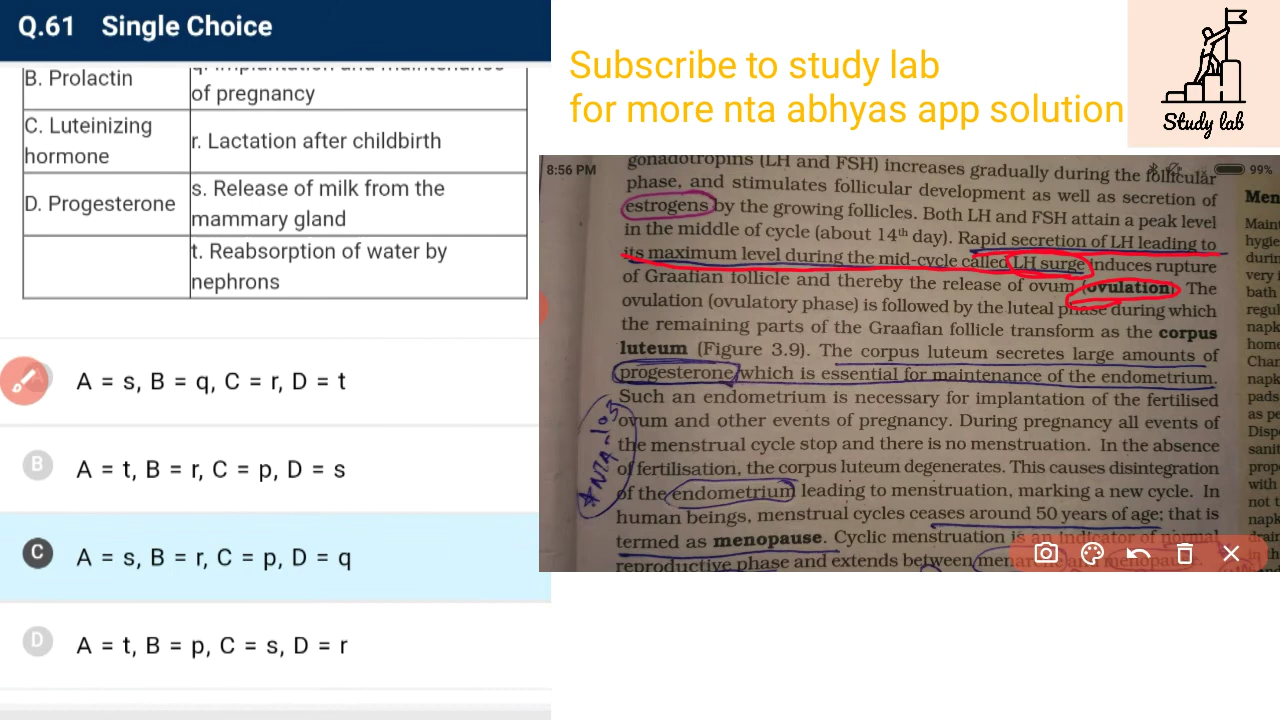 Q.61 Single Choice
B. Prolactin
q. Implantation and maintenance
of pregnancy
C. Luteinizing
hormone
r. Lactation after childbirth
D. Progesterone
s. Release of milk from the
mammary gland
t. Reabsorption of water by
nephrons
A = s, B = q, C = r, D = t
B
A = t, B = r, C = p, D = s
C
A = s, B = r, C = p, D = q
D
A = t, B = p, C = s, D = r
Subscribe to study lab
for more nta abhyas app solution
Study lab
8:56 PM
99%
gonadotropins (LH and FSH) increases gradually during the follicular
phase, and stimulates follicular development as well as secretion of
estrogens by the growing follicles. Both LH and FSH attain a peak level
in the middle of cycle (about 14th day). Rapid secretion of LH leading to
its maximum level during the mid-cycle called LH surge induces rupture
of Graafian follicle and thereby the release of ovum (ovulation). The
ovulation (ovulatory phase) is followed by the luteal phase during which
the remaining parts of the Graafian follicle transform as the corpus
luteum (Figure 3.9). The corpus luteum secretes large amounts of
progesterone which is essential for maintenance of the endometrium.
Such an endometrium is necessary for implantation of the fertilised
ovum and other events of pregnancy. During pregnancy all events of
the menstrual cycle stop and there is no menstruation. In the absence
of fertilisation, the corpus luteum degenerates. This causes disintegration
of the endometrium leading to menstruation, marking a new cycle. In
human beings, menstrual cycles ceases around 50 years of age; that is
termed as menopause. Cyclic menstruation is an indicator of normal
reproductive phase and extends between menarche and menopause.
Men
Main
hygie
durin
very
bath
regul
napk
home
Chan
napk
pads
as pe
Disp
sanit
prop
with
not t
napk
drain